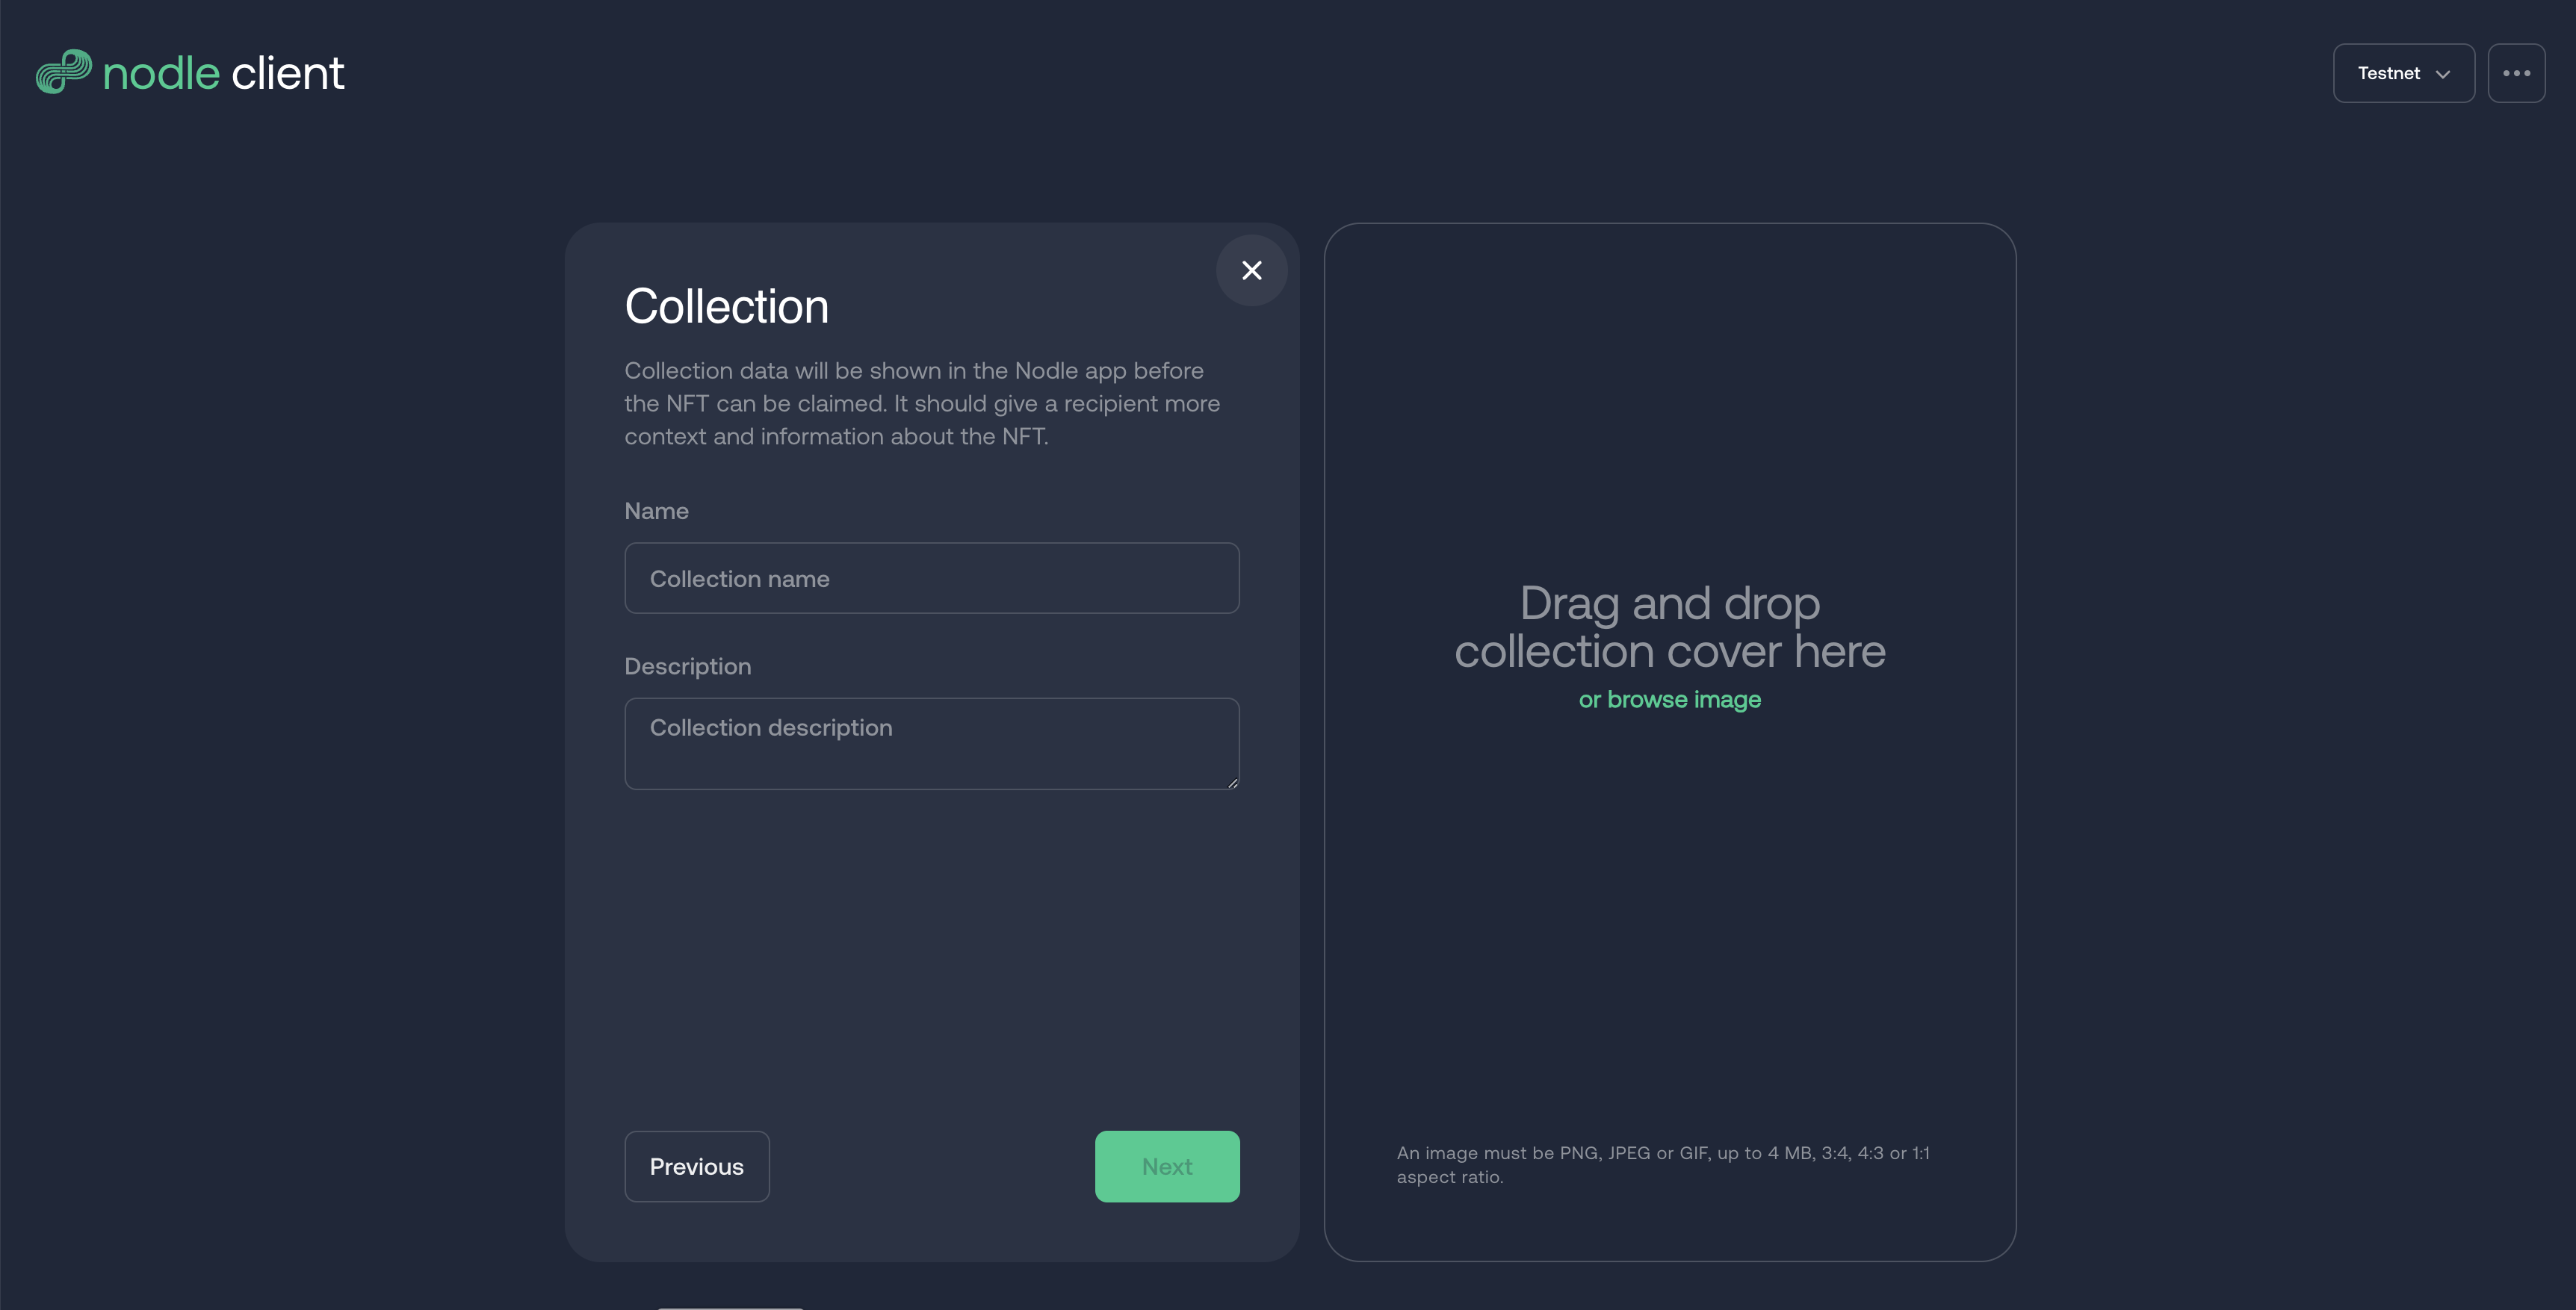 nodle client
Testnet
Collection
Collection data will be shown in the Nodle app before
the NFT can be claimed. It should give a recipient more
context and information about the NFT.
Name
Collection name
Description
Collection description
Previous
Next
Drag and drop
collection cover here
or browse image
An image must be PNG, JPEG or GIF, up to 4 MB, 3:4, 4:3 or 1:1
aspect ratio.